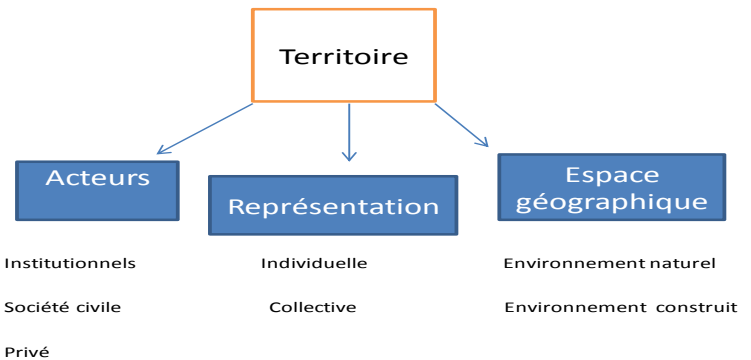 Territoire
Acteurs
Représentation
Espace
géographique
Institutionnels
Individuelle
Environnement naturel
Société civile
Collective
Environnement construit
Privé